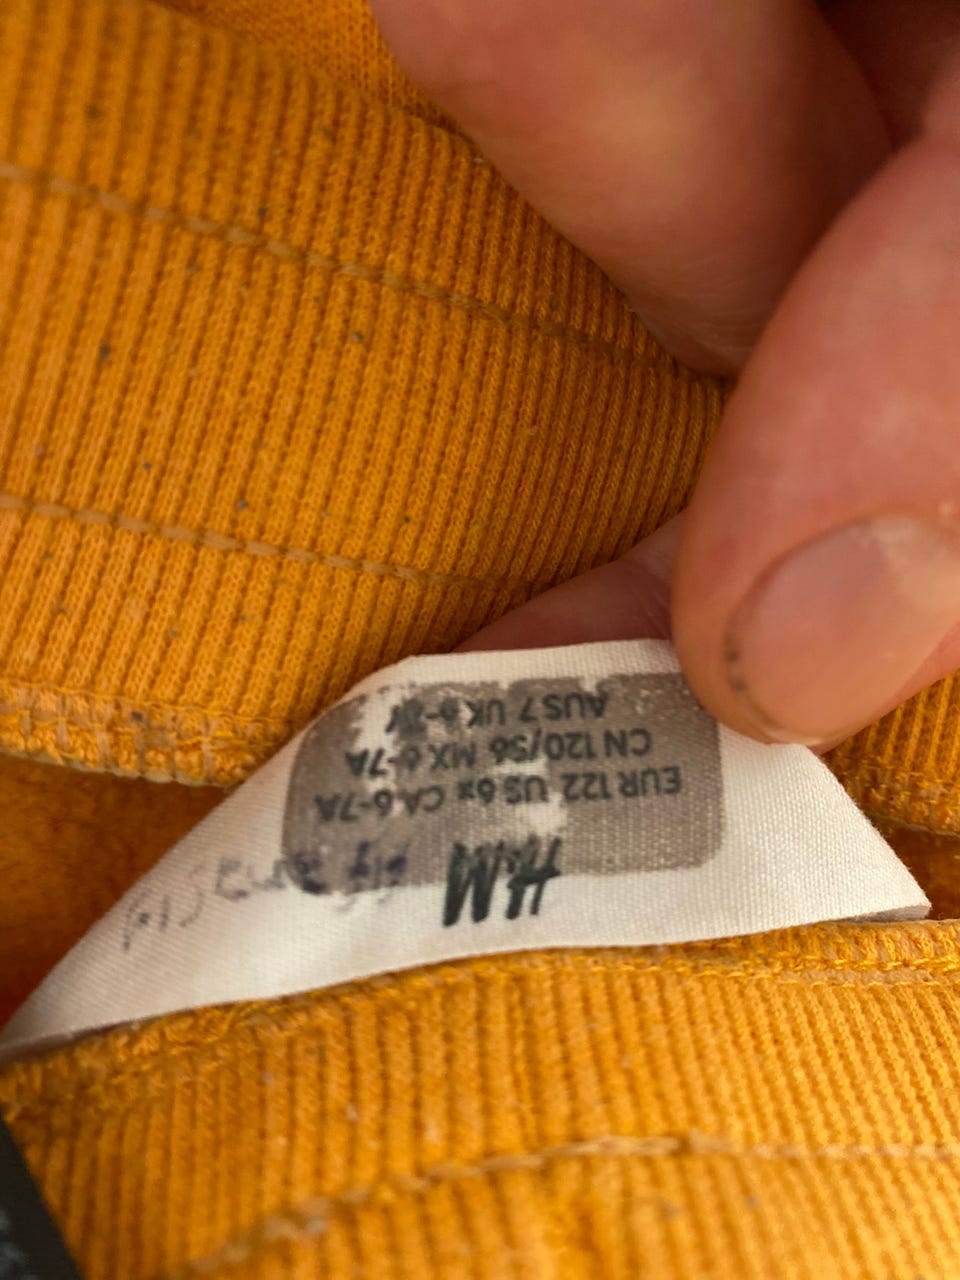 H&M
EUR 122 US 6x CA 6-7A
CN 120/56 MX 6-7A
AUS 7 UK 6-7Y